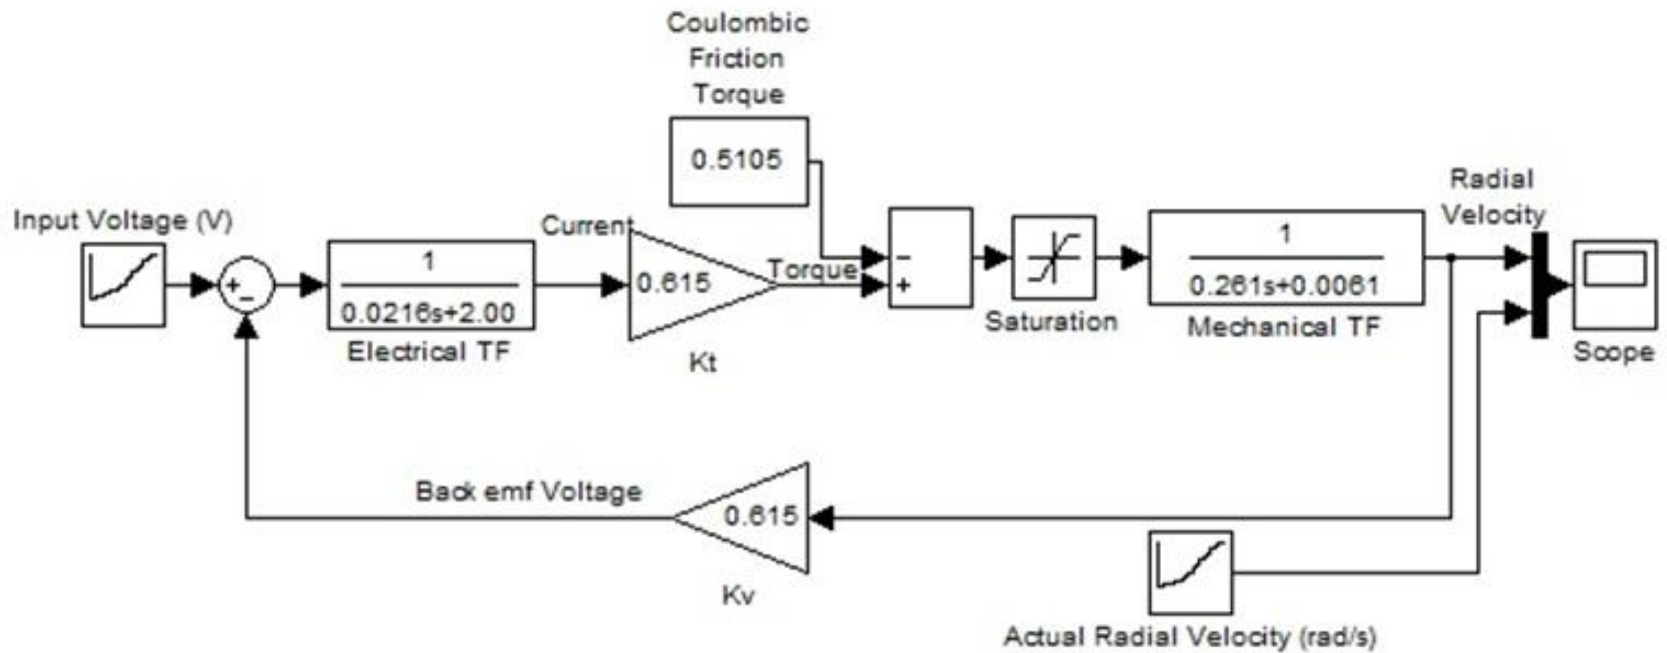 Coulombic
Friction
Torque
0.5105
Input Voltage (V)
+
−
1
0.0216s+2.00
Electrical TF
Current
0.615
Kt
Torque
−
+
Saturation
1
0.261s+0.0061
Mechanical TF
Radial
Velocity
Scope
Back emf Voltage
0.615
Kv
Actual Radial Velocity (rad/s)